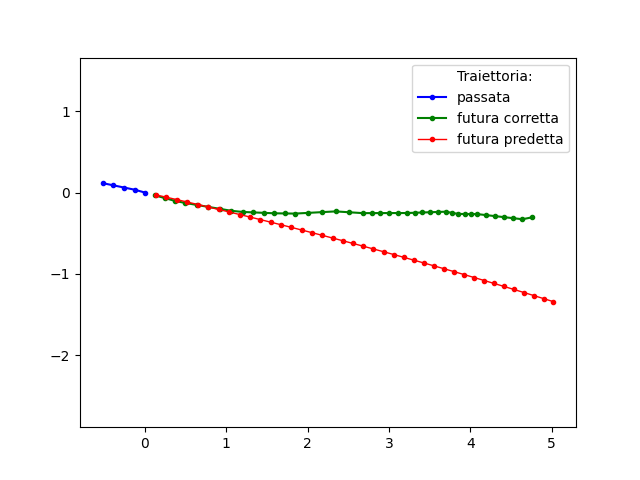 Traiettoria:
passata
futura corretta
futura predetta
1
0
−1
−2
0 1 2 3 4 5